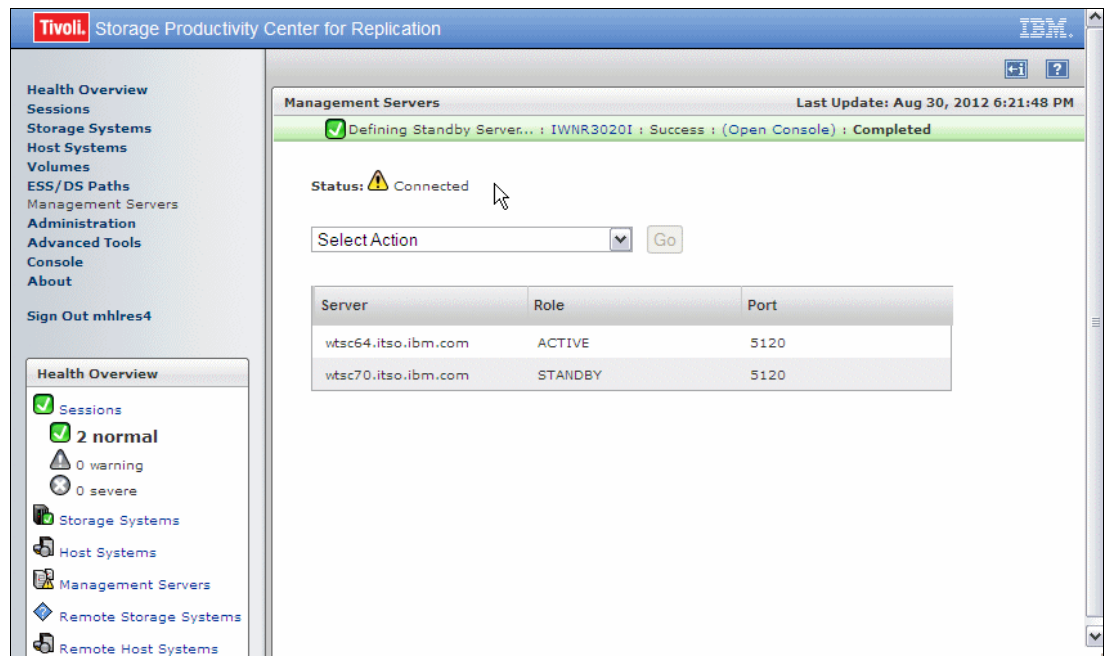 Tivoli. Storage Productivity Center for Replication
IBM.
Health Overview
Sessions
Storage Systems
Host Systems
Volumes
ESS/DS Paths
Management Servers
Administration
Advanced Tools
Console
About
Sign Out mhlres4
Health Overview
Sessions
2 normal
0 warning
0 severe
Storage Systems
Host Systems
Management Servers
Remote Storage Systems
Remote Host Systems
?
Management Servers Last Update: Aug 30, 2012 6:21:48 PM
Defining Standby Server... : IWNR3020I : Success : (Open Console) : Completed
Status: Connected
Select Action Go
Server Role Port
wtsc64.itso.ibm.com ACTIVE 5120
wtsc70.itso.ibm.com STANDBY 5120